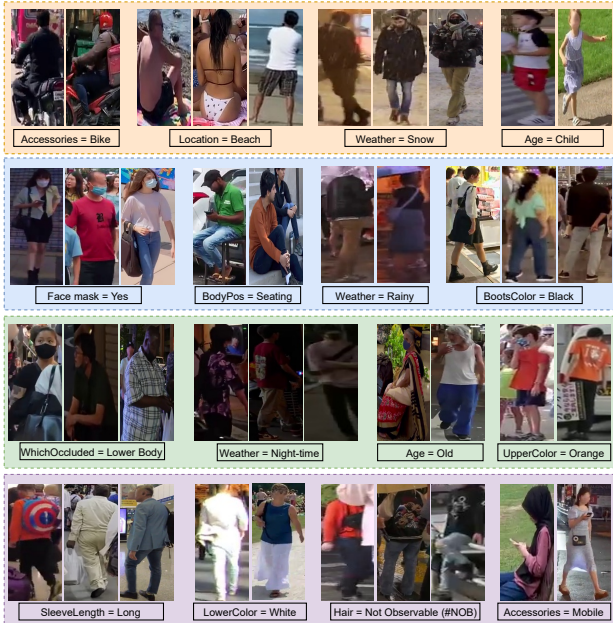 Accessories = Bike
Location = Beach
Weather = Snow
Age = Child
Face mask = Yes
BodyPos = Seating
Weather = Rainy
BootsColor = Black
WhichOccluded = Lower Body
Weather = Night-time
Age = Old
UpperColor = Orange
SleeveLength = Long
LowerColor = White
Hair = Not Observable (#NOB)
Accessories = Mobile